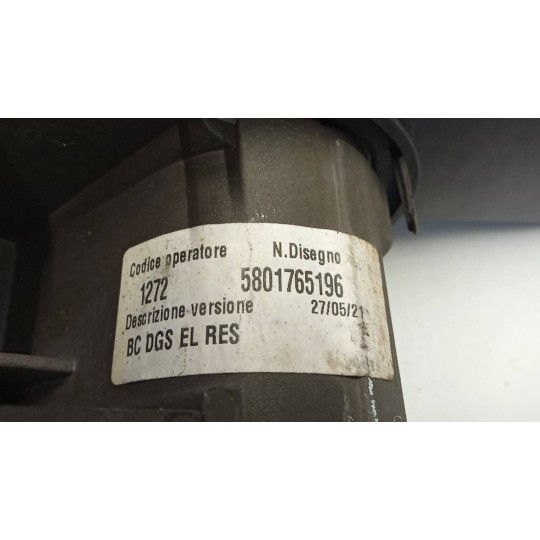 Codice operatore N.Disegno
1272 5801765196
Descrizione versione 27/05/21
BC DGS EL RES